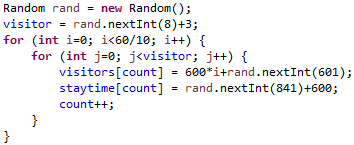 Random rand = new Random();
visitor = rand.nextInt(8)+3;
for (int i=0; i<60/10; i++) {
    for (int j=0; j<visitor; j++) {
        visitors[count] = 600*i+rand.nextInt(601);
        staytime[count] = rand.nextInt(841)+600;
        count++;
    }
}